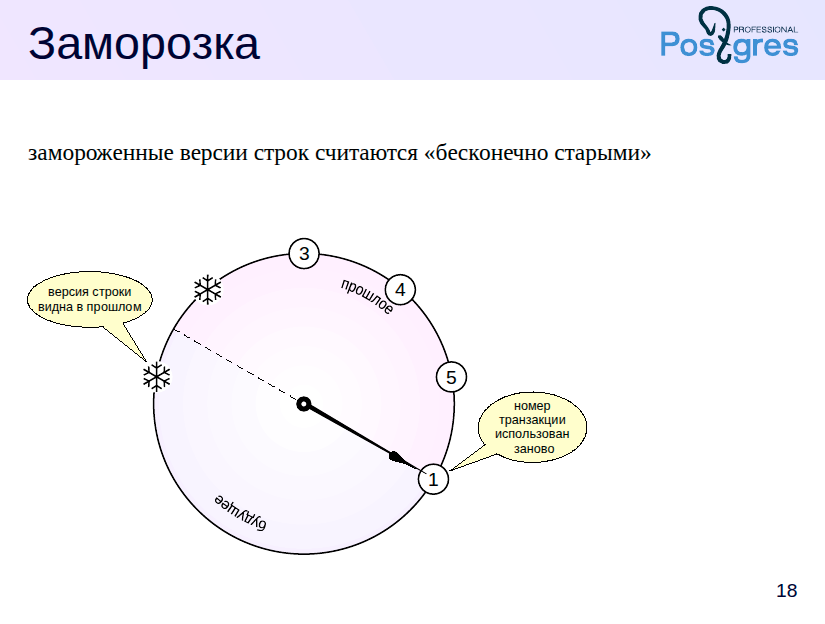 Заморозка
PROFESSIONAL
Postgres
замороженные версии строк считаются «бесконечно старыми»
3
прошлое
4
версия строки
видна в прошлом
5
номер
транзакции
использован
заново
1
будущее
18